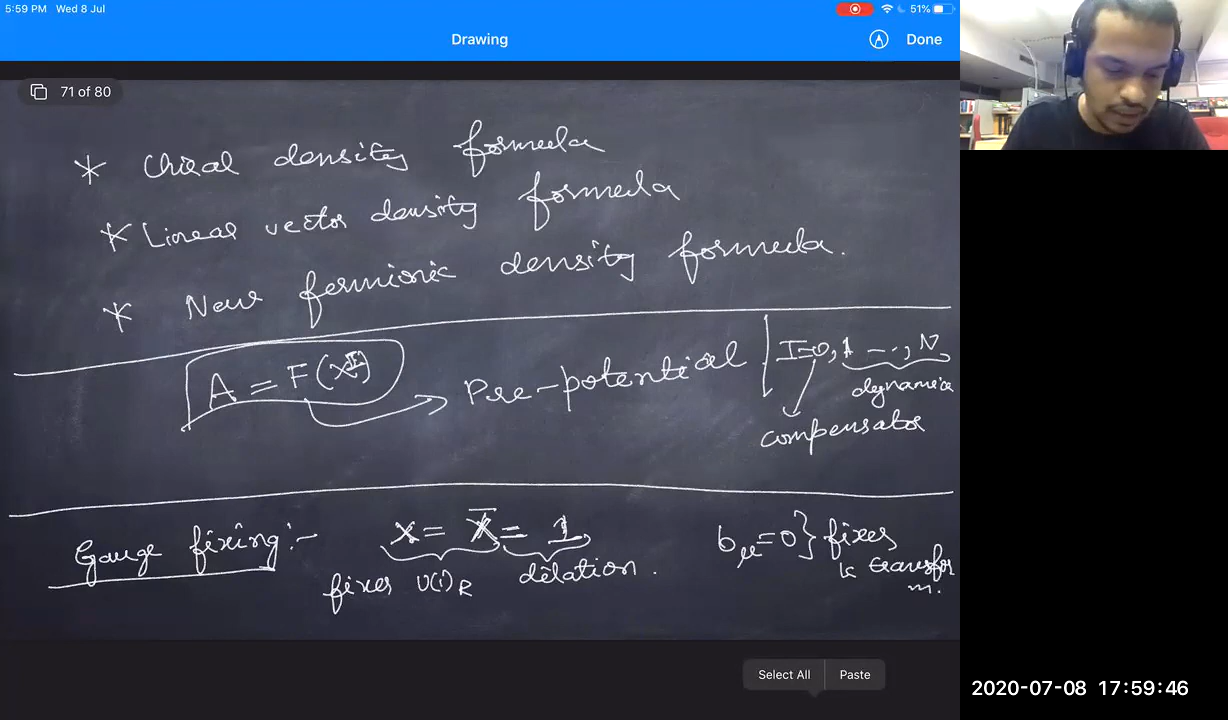 5:59 PM Wed 8 Jul
51%
Drawing
Done
71 of 80
* Chiral density formula
* Linear vector density formula
* New fermionic density formula.
A = F(X^I) → Pre-potential | I=0, 1 ---, N
dynamica
compensator
Gauge fixing:- X = X̅ = 1 b_μ=0} fixes
fixes U(1)_R dilation. k transfor
m.
Select All Paste
2020-07-08 17:59:46